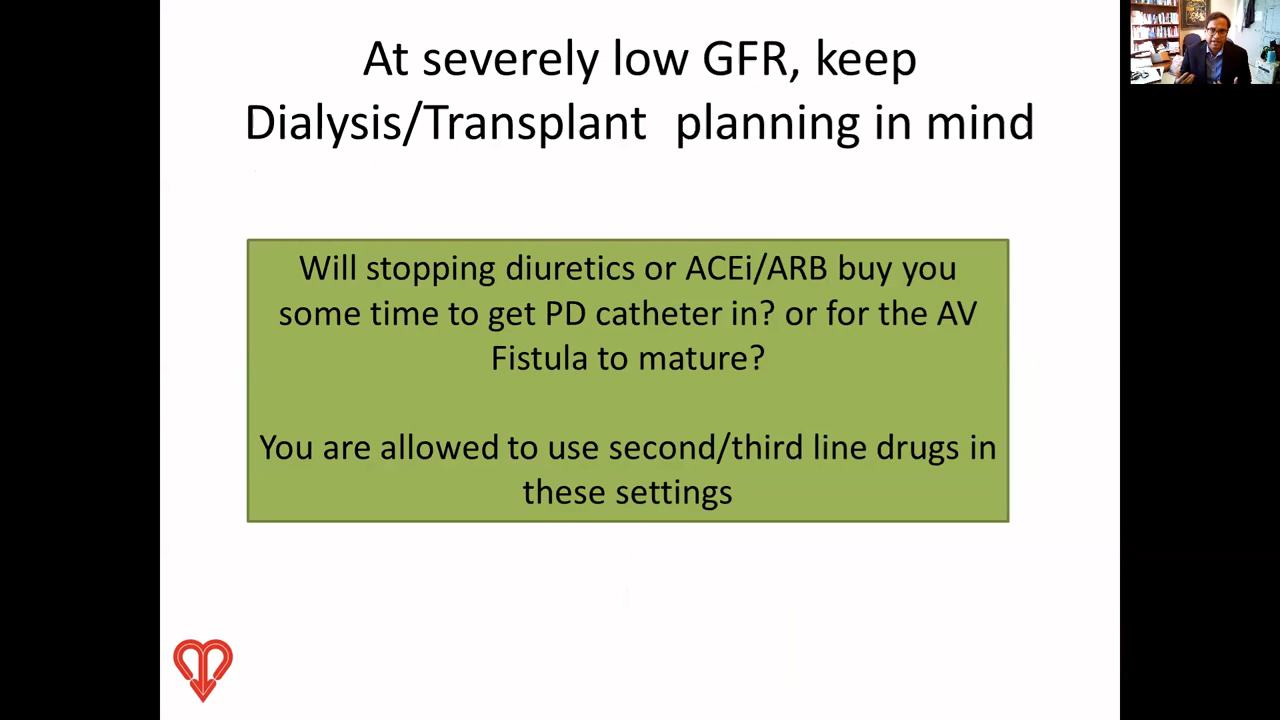 At severely low GFR, keep
Dialysis/Transplant planning in mind
Will stopping diuretics or ACEi/ARB buy you
some time to get PD catheter in? or for the AV
Fistula to mature?
You are allowed to use second/third line drugs in
these settings